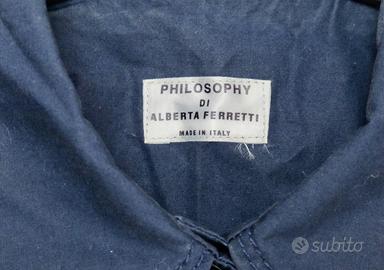 PHILOSOPHY
DI
ALBERTA FERRETTI
MADE IN ITALY
subito